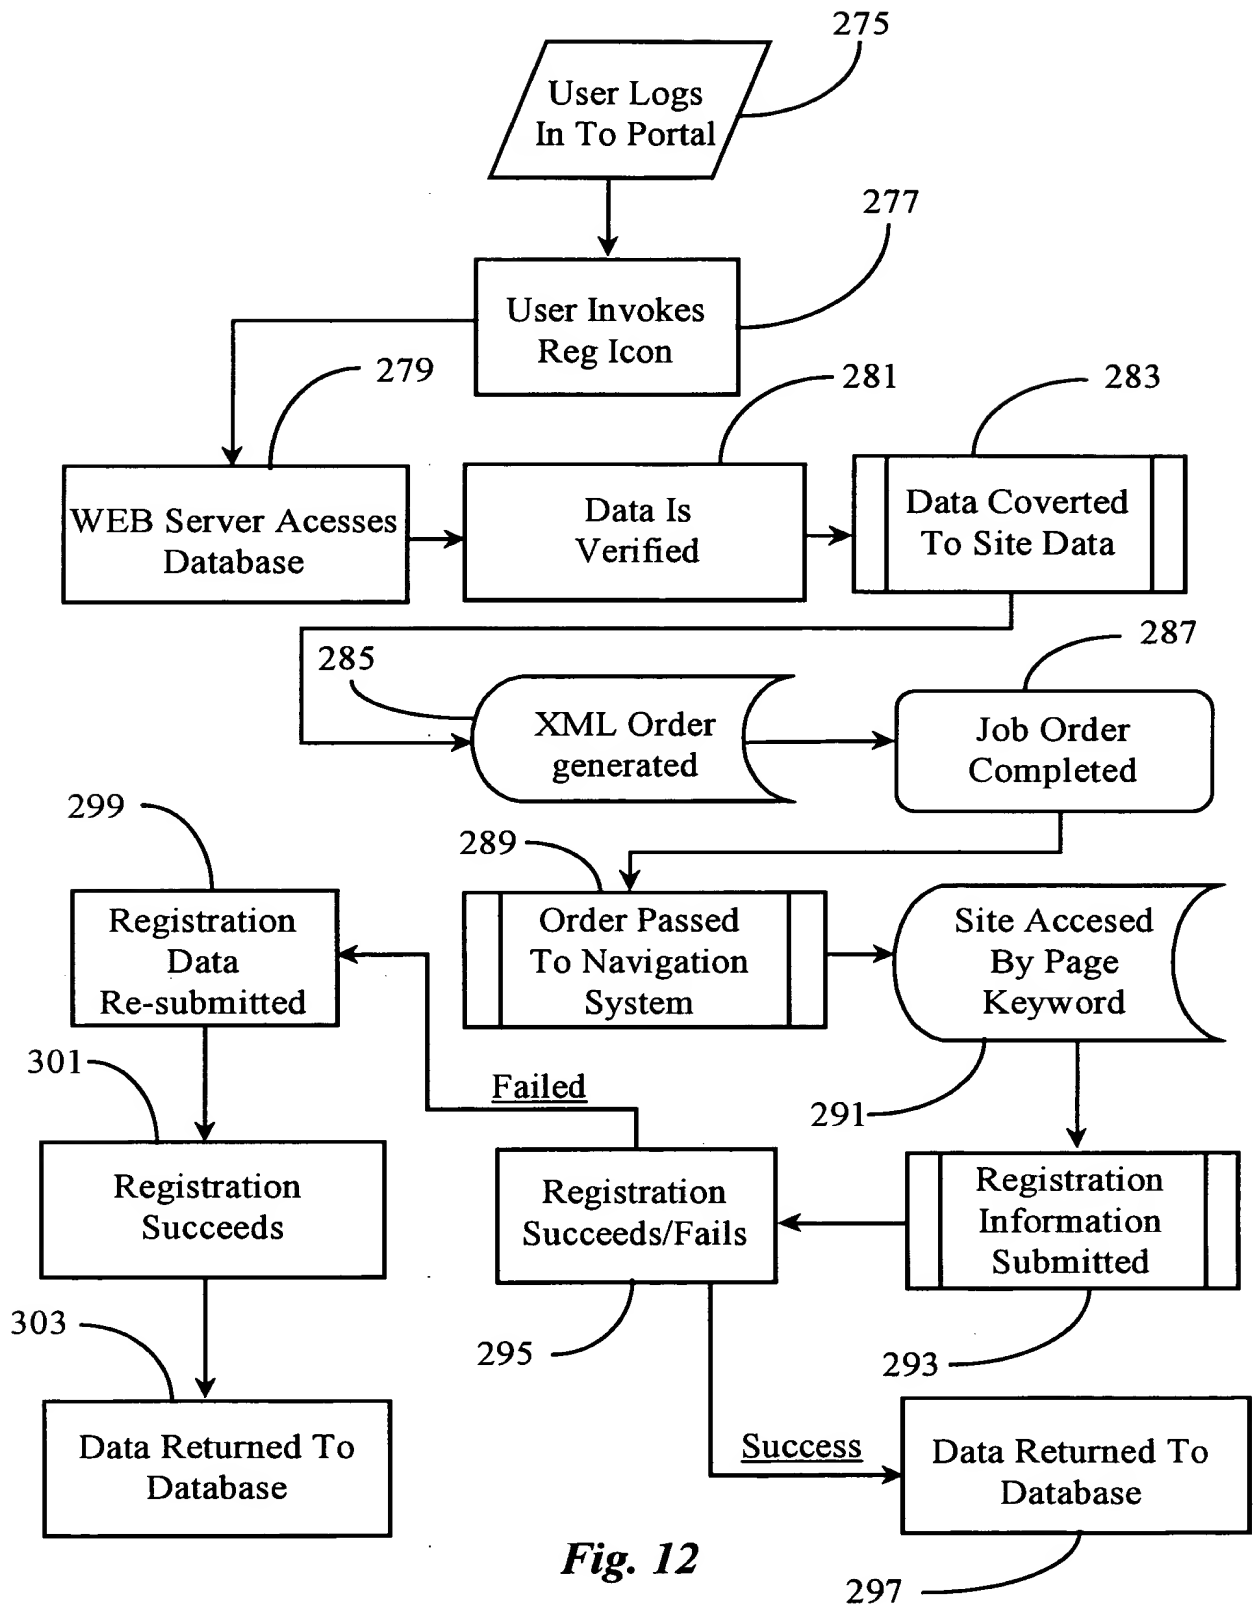 275
User Logs
In To Portal
277
User Invokes
Reg Icon
279
281
283
WEB Server Acesses
Database
Data Is
Verified
Data Coverted
To Site Data
285
287
XML Order
generated
Job Order
Completed
299
289
Registration
Data
Re-submitted
Order Passed
To Navigation
System
Site Accesed
By Page
Keyword
301
Failed
291
Registration
Succeeds
Registration
Succeeds/Fails
Registration
Information
Submitted
303
295
293
Data Returned To
Database
Success
Data Returned To
Database
Fig. 12
297